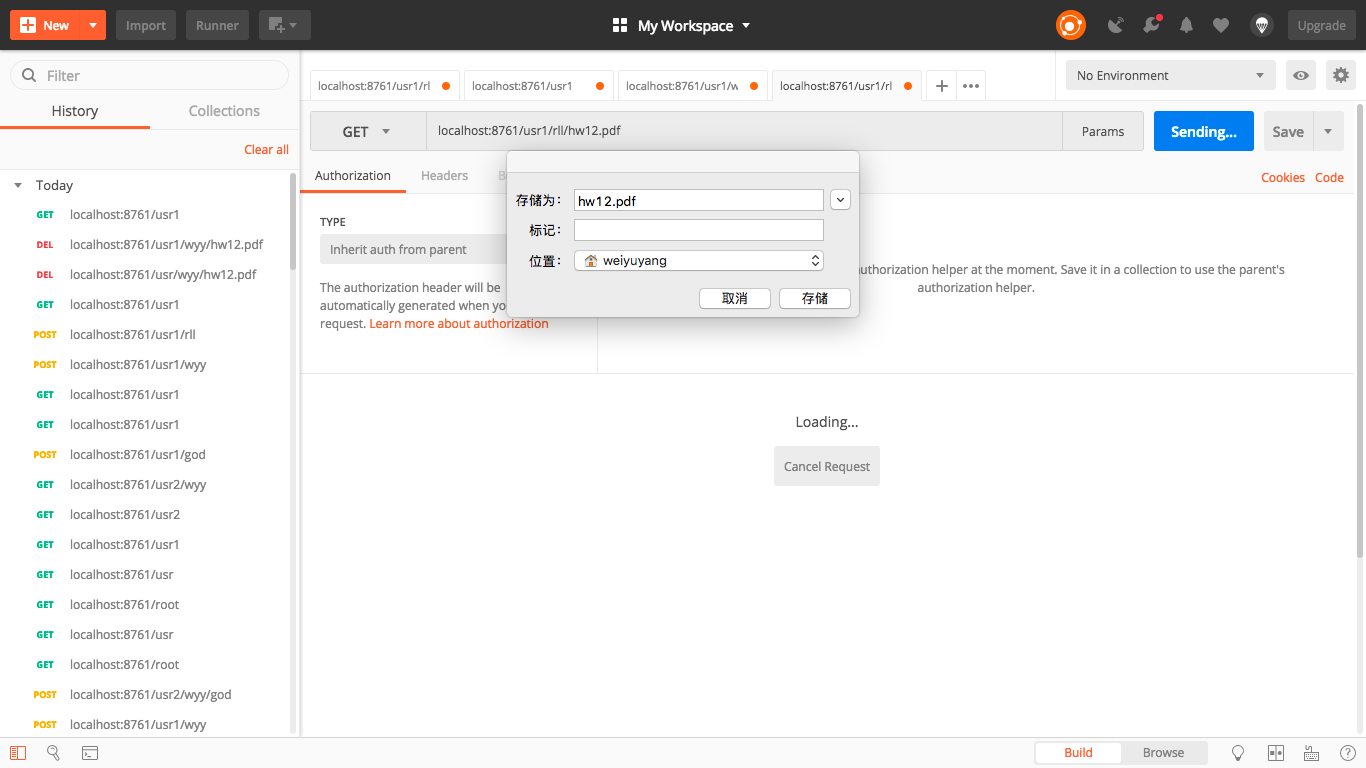 New
Import
Runner
My Workspace
Upgrade
Filter
History
Collections
Clear all
Today
GET localhost:8761/usr1
DEL localhost:8761/usr1/wyy/hw12.pdf
DEL localhost:8761/usr/wyy/hw12.pdf
GET localhost:8761/usr1
POST localhost:8761/usr1/rll
POST localhost:8761/usr1/wyy
GET localhost:8761/usr1
GET localhost:8761/usr1
POST localhost:8761/usr1/god
GET localhost:8761/usr2/wyy
GET localhost:8761/usr2
GET localhost:8761/usr1
GET localhost:8761/usr
GET localhost:8761/root
GET localhost:8761/usr
GET localhost:8761/root
POST localhost:8761/usr2/wyy/god
POST localhost:8761/usr1/wyy
localhost:8761/usr1/rl
localhost:8761/usr1
localhost:8761/usr1/w
localhost:8761/usr1/rl
No Environment
GET
localhost:8761/usr1/rll/hw12.pdf
Params
Sending...
Save
Authorization
Headers
Cookies
Code
TYPE
Inherit auth from parent
The authorization header will be
automatically generated when yo
request. Learn more about authorization
authorization helper at the moment. Save it in a collection to use the parent's
authorization helper.
存储为：
hw12.pdf
标记：
位置：
weiyuyang
取消
存储
Loading...
Cancel Request
Build
Browse